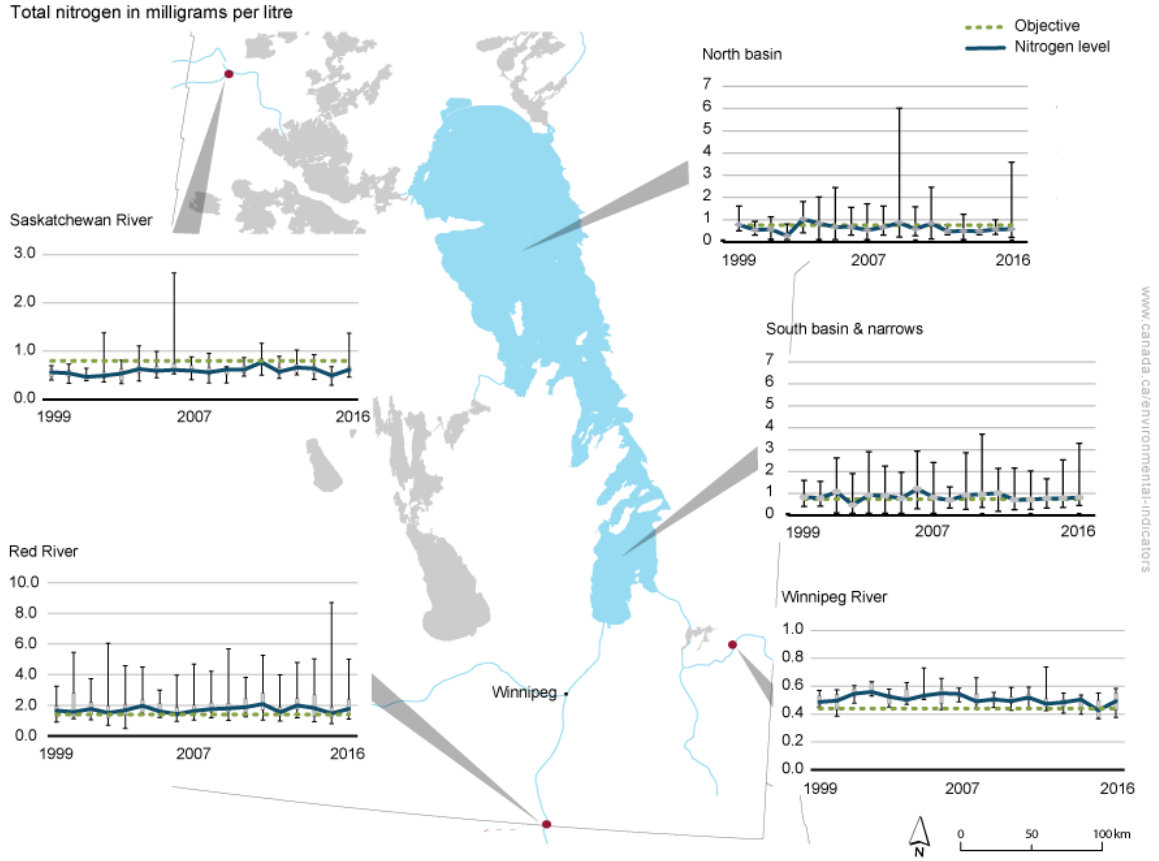 Total nitrogen in milligrams per litre
Objective
Nitrogen level
North basin
7
6
5
4
3
2
1
0
1999 2007 2016
Saskatchewan River
3.0
2.0
1.0
0.0
1999 2007 2016
South basin & narrows
7
6
5
4
3
2
1
0
1999 2007 2016
Red River
10.0
8.0
6.0
4.0
2.0
0.0
1999 2007 2016
Winnipeg
Winnipeg River
1.0
0.8
0.6
0.4
0.2
0.0
1999 2007 2016
N
0 50 100 km
www.canada.ca/environmental-indicators